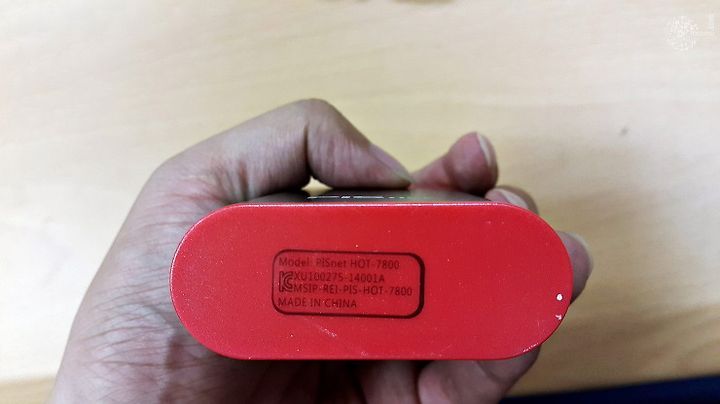 Model: PISnet HOT-7800
XU100275-14001A
MSIP-REI-PIS-HOT-7800
MADE IN CHINA